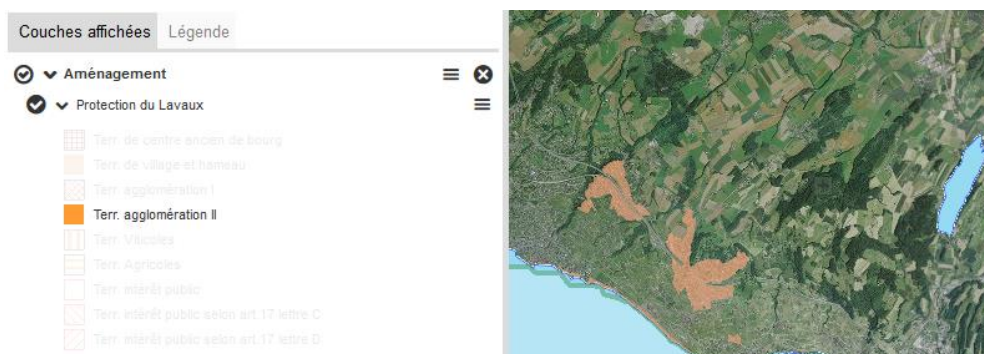 Couches affichées Légende
Aménagement
Protection du Lavaux
Terr. de centre ancien de bourg
Terr. de village et hameau
Terr. agglomération I
Terr. agglomération II
Terr. Viticoles
Terr. Agricoles
Terr. intérêt public
Terr. intérêt public selon art.17 lettre C
Terr. intérêt public selon art.17 lettre D